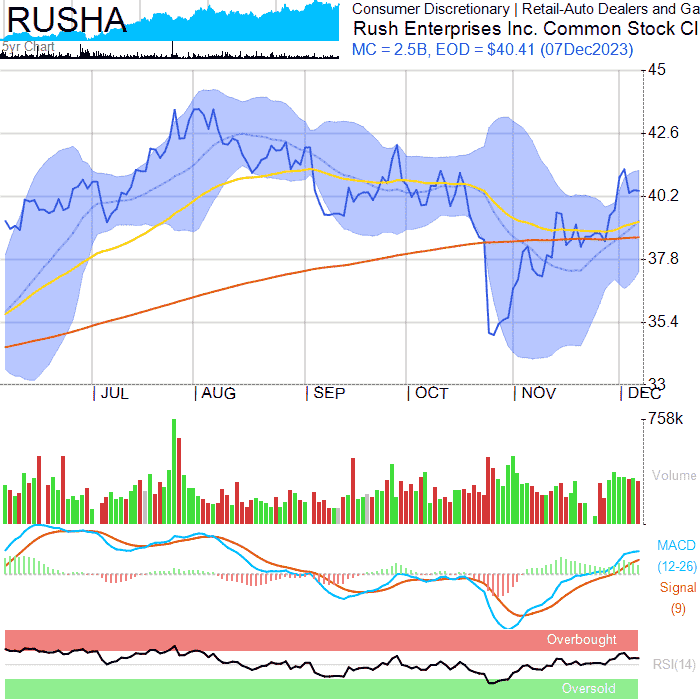 RUSHA
5yr Chart
Consumer Discretionary | Retail-Auto Dealers and Ga
Rush Enterprises Inc. Common Stock Cl
MC = 2.5B, EOD = $40.41 (07Dec2023)
45
42.6
40.2
37.8
35.4
33
JUL AUG SEP OCT NOV DEC
758k
Volume
MACD
(12-26)
Signal
(9)
Overbought
RSI(14)
Oversold